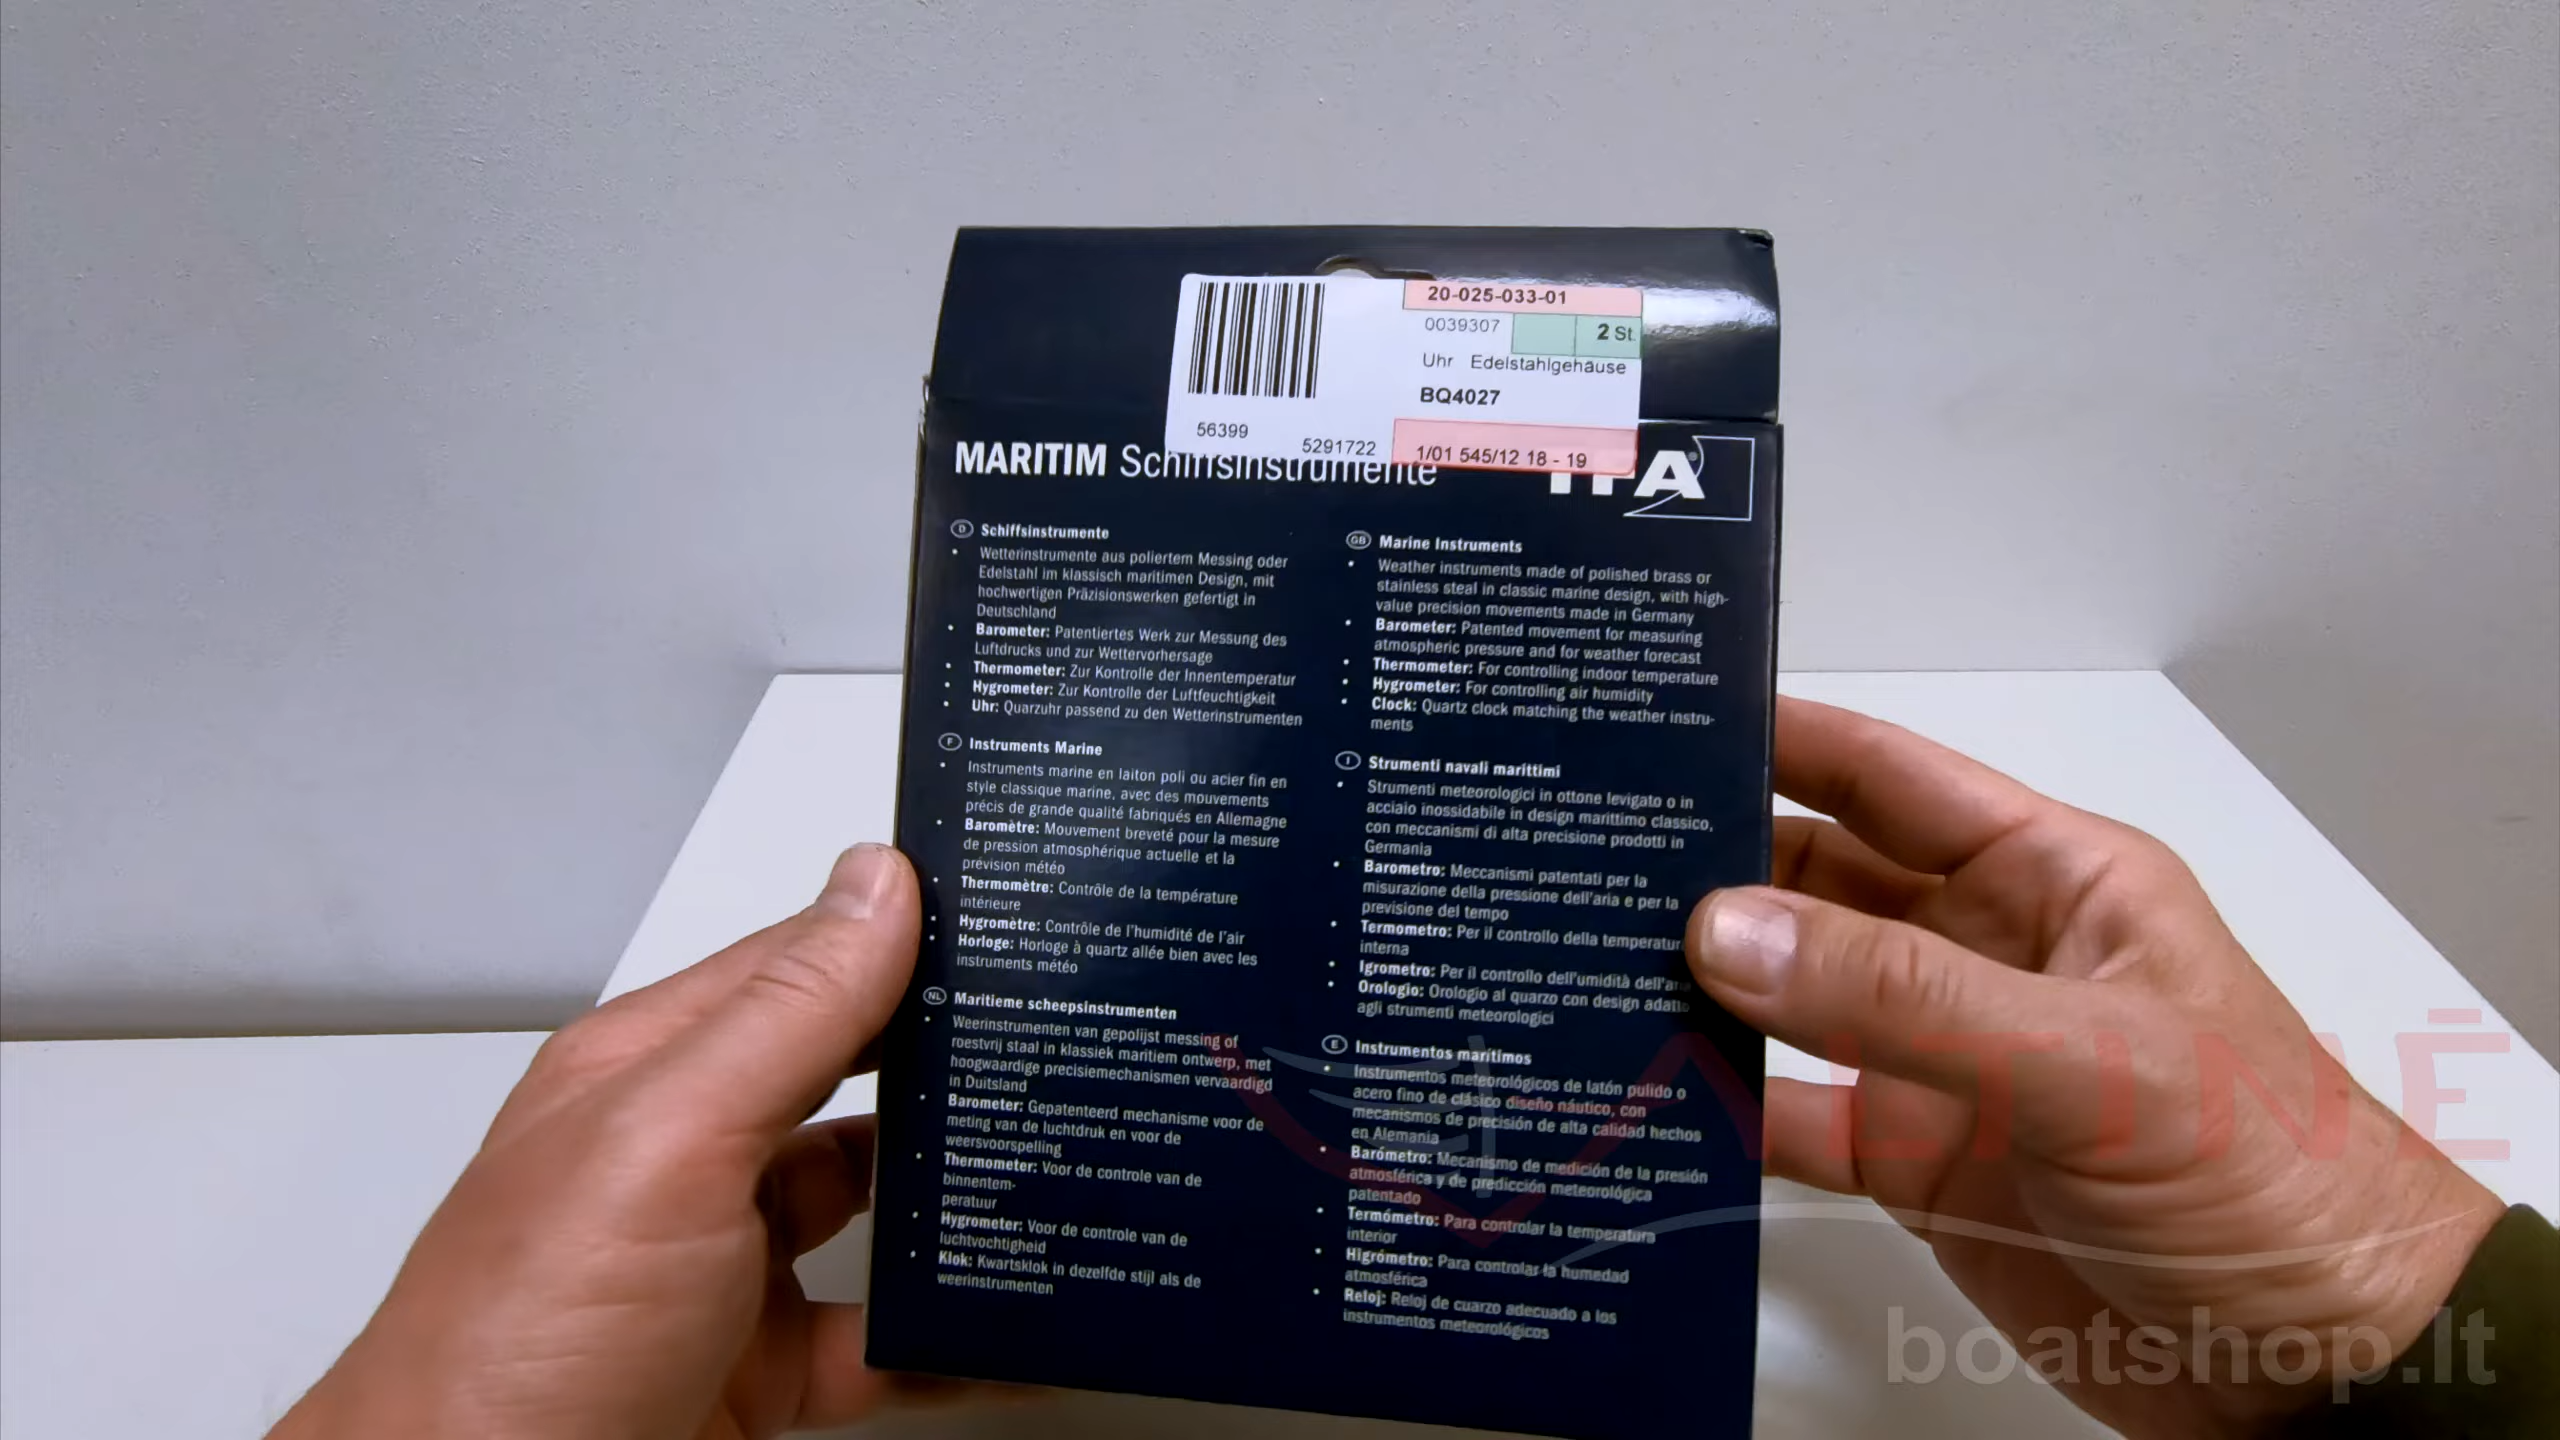 20-025-033-01
0039307
2 St.
Uhr Edelstahlgehäuse
BQ4027
56399
5291722
1/01 545/12 18 - 19
MARITIM Schiffsinstrumente
TFA
D Schiffsinstrumente
• Wetterinstrumente aus poliertem Messing oder
Edelstahl im klassisch maritimen Design, mit
hochwertigen Präzisionswerken gefertigt in
Deutschland
• Barometer: Patentiertes Werk zur Messung des
Luftdrucks und zur Wettervorhersage
• Thermometer: Zur Kontrolle der Innentemperatur
• Hygrometer: Zur Kontrolle der Luftfeuchtigkeit
• Uhr: Quarzuhr passend zu den Wetterinstrumenten
F Instruments Marine
• Instruments marine en laiton poli ou acier fin en
style classique marine, avec des mouvements
précis de grande qualité fabriqués en Allemagne
• Baromètre: Mouvement breveté pour la mesure
de pression atmosphérique actuelle et la
prévision météo
• Thermomètre: Contrôle de la température
intérieure
• Hygromètre: Contrôle de l'humidité de l'air
• Horloge: Horloge à quartz allée bien avec les
instruments météo
NL Maritieme scheepsinstrumenten
• Weerinstrumenten van gepolijst messing of
roestvrij staal in klassiek maritiem ontwerp, met
hoogwaardige precisiemechanismen vervaardigd
in Duitsland
• Barometer: Gepatenteerd mechanisme voor de
meting van de luchtdruk en voor de
weersvoorspelling
• Thermometer: Voor de controle van de
binnentem-
peratuur
• Hygrometer: Voor de controle van de
luchtvochtigheid
• Klok: Kwartsklok in dezelfde stijl als de
weerinstrumenten
GB Marine Instruments
• Weather instruments made of polished brass or
stainless steal in classic marine design, with high-
value precision movements made in Germany
• Barometer: Patented movement for measuring
atmospheric pressure and for weather forecast
• Thermometer: For controlling indoor temperature
• Hygrometer: For controlling air humidity
• Clock: Quartz clock matching the weather instru-
ments
I Strumenti navali marittimi
• Strumenti meteorologici in ottone levigato o in
acciaio inossidabile in design marittimo classico,
con meccanismi di alta precisione prodotti in
Germania
• Barometro: Meccanismi patentati per la
misurazione della pressione dell'aria e per la
previsione del tempo
• Termometro: Per il controllo della temperatur
interna
• Igrometro: Per il controllo dell'umidità dell'aria
• Orologio: Orologio al quarzo con design adatto
agli strumenti meteorologici
E Instrumentos marítimos
• Instrumentos meteorológicos de latón pulido o
acero fino de clásico diseño náutico, con
mecanismos de precisión de alta calidad hechos
en Alemania
• Barómetro: Mecanismo de medición de la presión
atmosférica y de predicción meteorológica
patentado
• Termómetro: Para controlar la temperatura
interior
• Higrómetro: Para controlar la humedad
atmosférica
• Reloj: Reloj de cuarzo adecuado a los
instrumentos meteorológicos
VALTINĖ
boatshop.lt